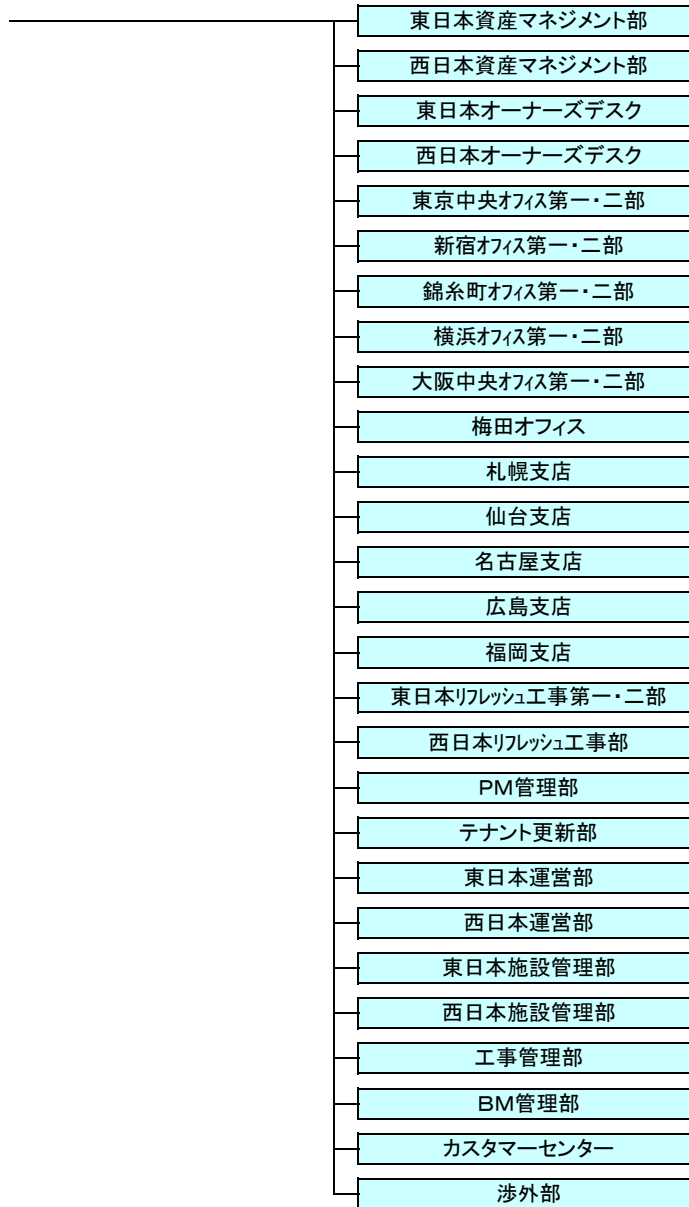 東日本資産マネジメント部
西日本資産マネジメント部
東日本オーナーズデスク
西日本オーナーズデスク
東京中央ｵﾌｨｽ第一・二部
新宿ｵﾌｨｽ第一・二部
錦糸町ｵﾌｨｽ第一・二部
横浜ｵﾌｨｽ第一・二部
大阪中央ｵﾌｨｽ第一・二部
梅田オフィス
札幌支店
仙台支店
名古屋支店
広島支店
福岡支店
東日本ﾘﾌﾚｯｼｭ工事第一・二部
西日本ﾘﾌﾚｯｼｭ工事部
ＰＭ管理部
テナント更新部
東日本運営部
西日本運営部
東日本施設管理部
西日本施設管理部
工事管理部
ＢＭ管理部
カスタマーセンター
渉外部